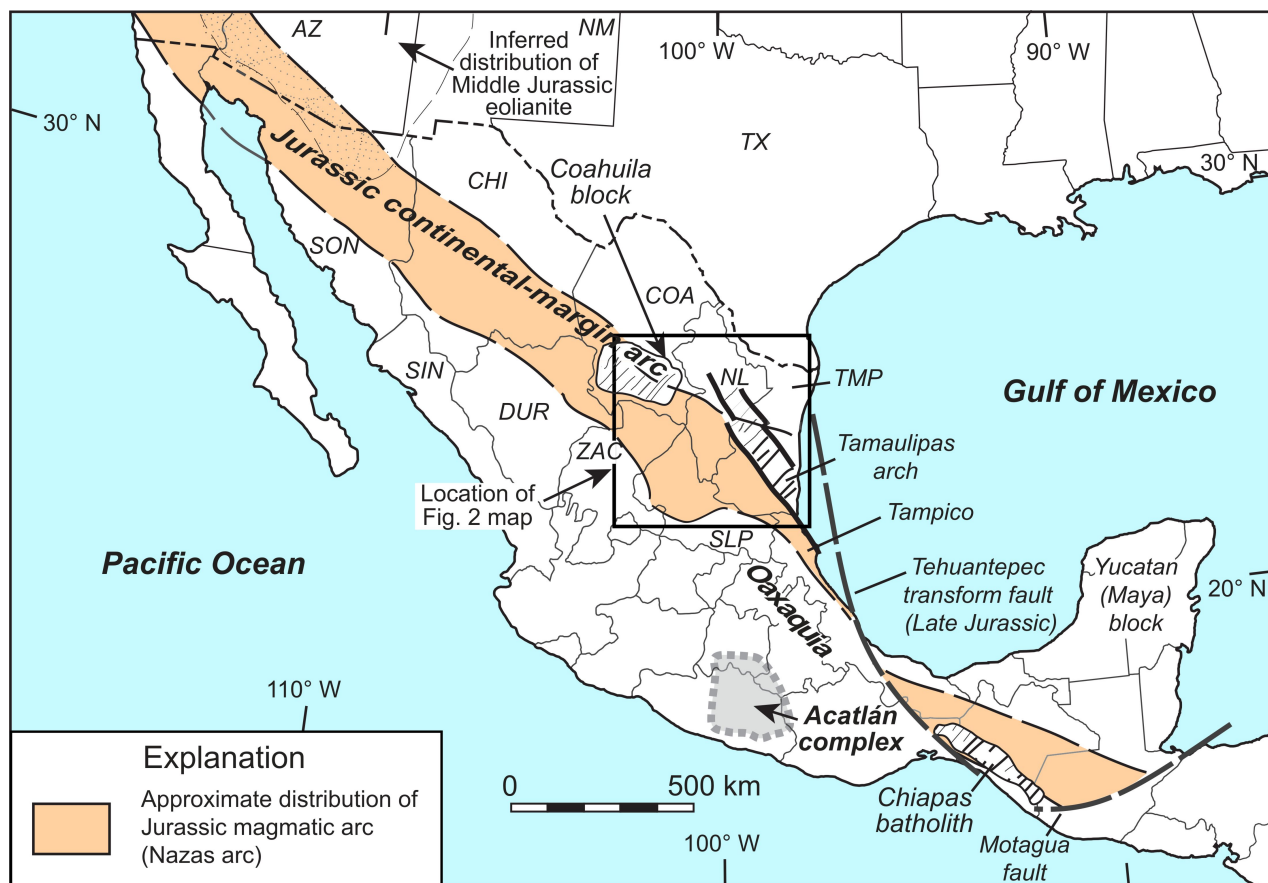 AZ
NM
100° W
90° W
Inferred
distribution of
Middle Jurassic
eolianite
30° N
TX
30° N
Jurassic continental-margin arc
CHI
Coahuila
block
SON
COA
SIN
NL
TMP
Gulf of Mexico
DUR
ZAC
Tamaulipas
arch
Location of
Fig. 2 map
Tampico
SLP
Pacific Ocean
Oaxaquia
Tehuantepec
transform fault
(Late Jurassic)
Yucatan
(Maya)
block
20° N
110° W
Acatlán
complex
0 500 km
Chiapas
batholith
Motagua
fault
100° W
Explanation
Approximate distribution of
Jurassic magmatic arc
(Nazas arc)